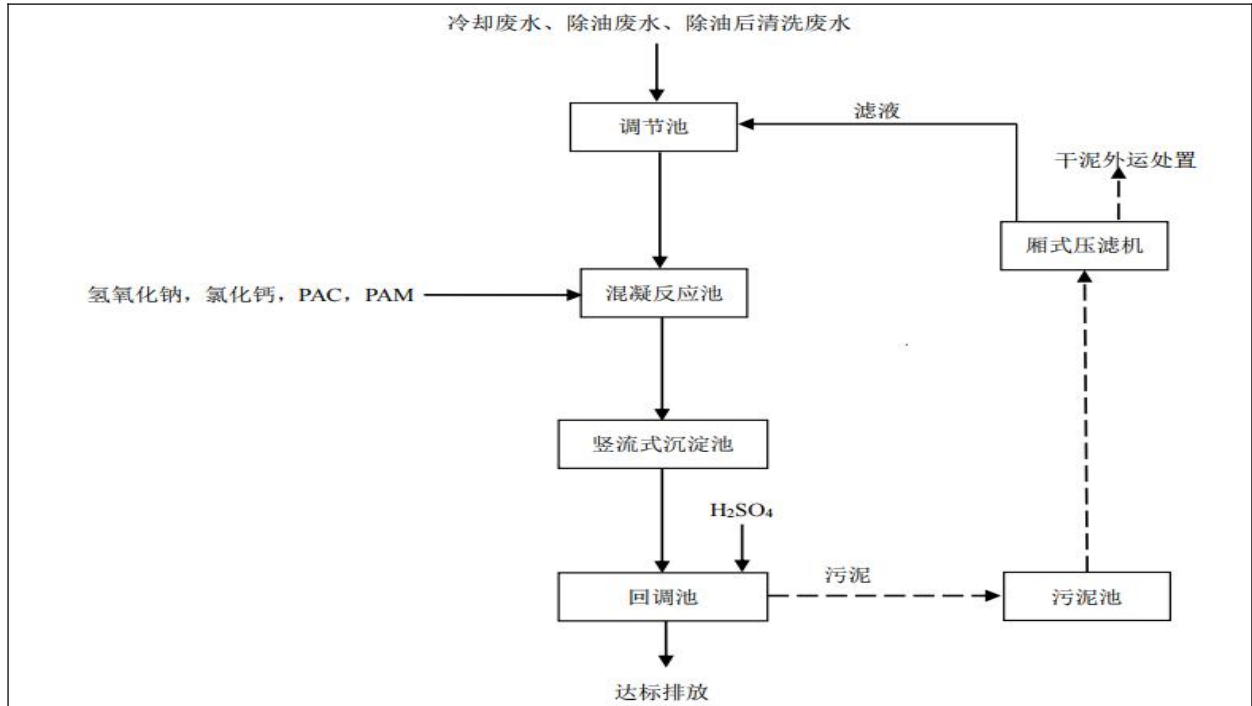 冷却废水、除油废水、除油后清洗废水
调节池
滤液
干泥外运处置
厢式压滤机
氢氧化钠，氯化钙，PAC，PAM
混凝反应池
竖流式沉淀池
H₂SO₄
污泥
回调池
污泥池
达标排放